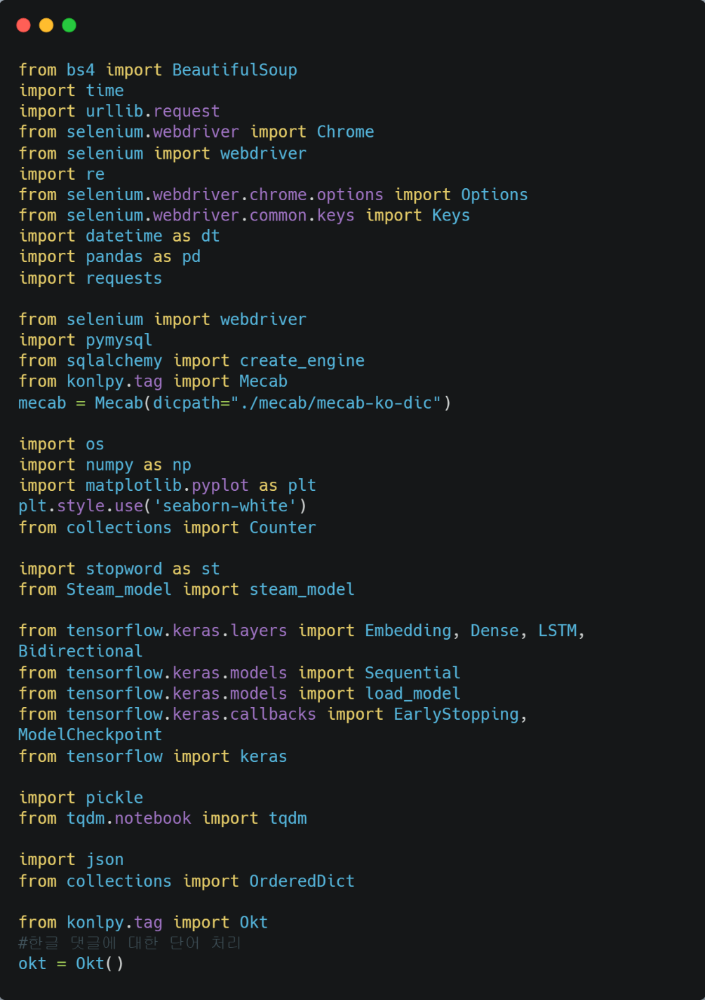 from bs4 import BeautifulSoup
import time
import urllib.request
from selenium.webdriver import Chrome
from selenium import webdriver
import re
from selenium.webdriver.chrome.options import Options
from selenium.webdriver.common.keys import Keys
import datetime as dt
import pandas as pd
import requests
from selenium import webdriver
import pymysql
from sqlalchemy import create_engine
from konlpy.tag import Mecab
mecab = Mecab(dicpath="./mecab/mecab-ko-dic")
import os
import numpy as np
import matplotlib.pyplot as plt
plt.style.use('seaborn-white')
from collections import Counter
import stopword as st
from Steam_model import steam_model
from tensorflow.keras.layers import Embedding, Dense, LSTM,
Bidirectional
from tensorflow.keras.models import Sequential
from tensorflow.keras.models import load_model
from tensorflow.keras.callbacks import EarlyStopping,
ModelCheckpoint
from tensorflow import keras
import pickle
from tqdm.notebook import tqdm
import json
from collections import OrderedDict
from konlpy.tag import Okt
#한글 댓글에 대한 단어 처리
okt = Okt()